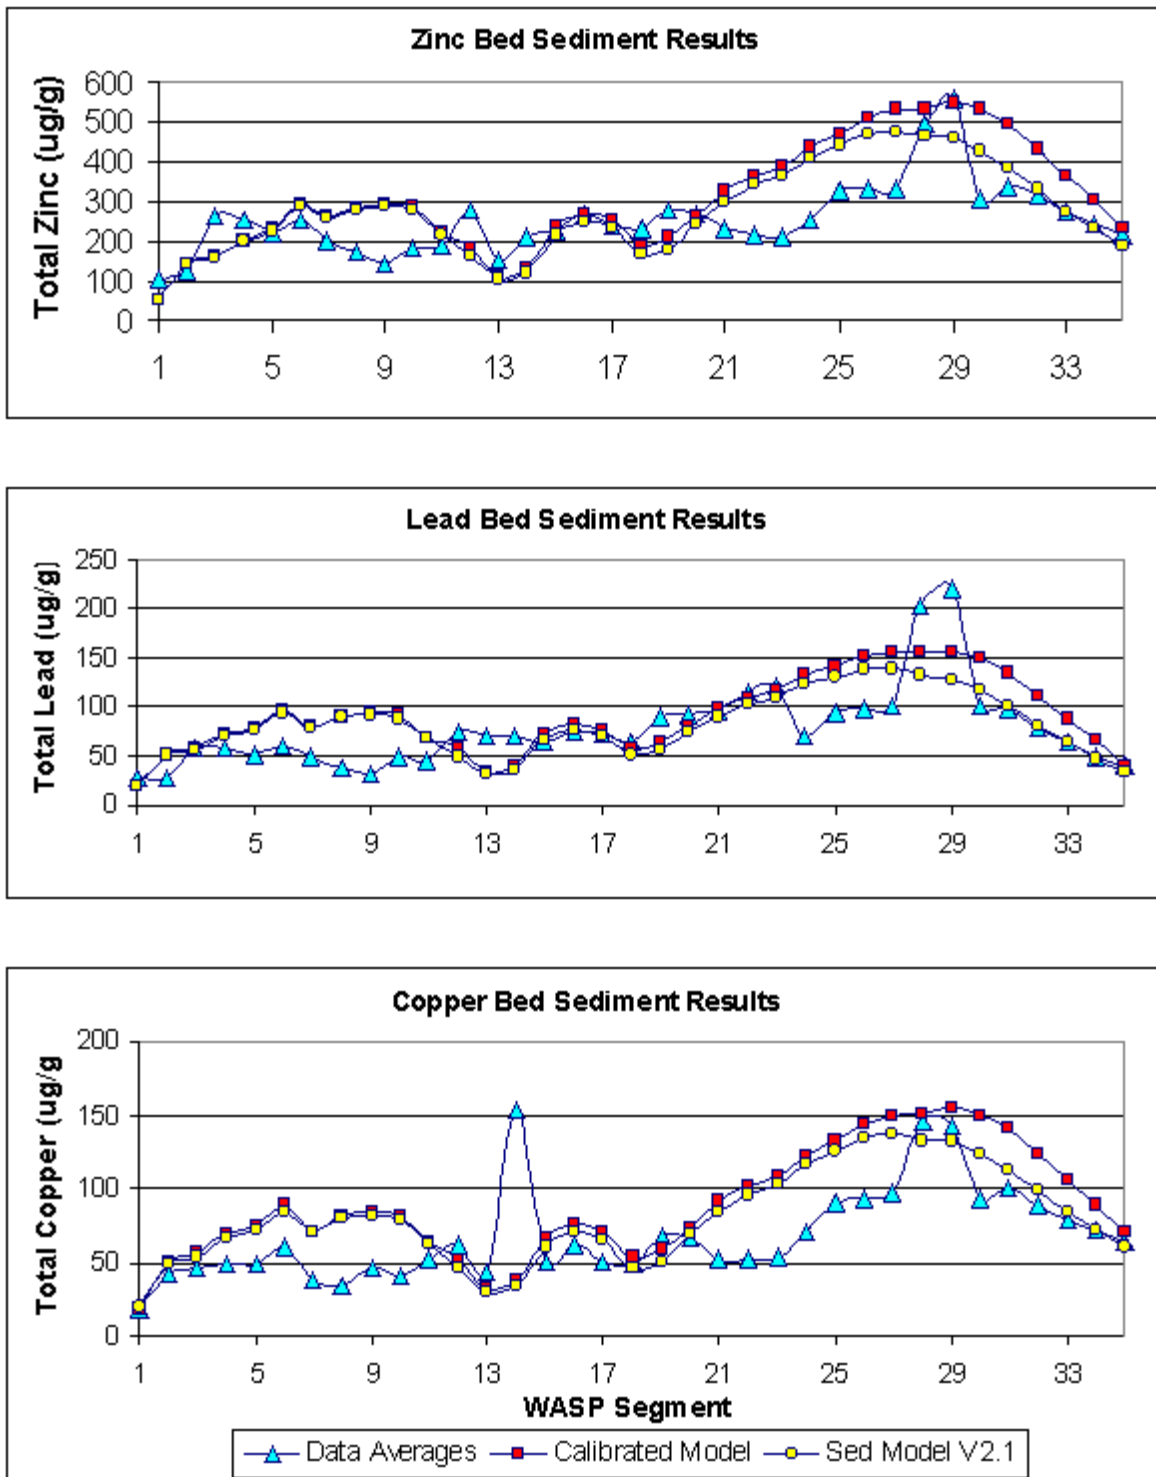 Zinc Bed Sediment Results
Total Zinc (ug/g)
600
500
400
300
200
100
0
1 5 9 13 17 21 25 29 33
Lead Bed Sediment Results
Total Lead (ug/g)
250
200
150
100
50
0
1 5 9 13 17 21 25 29 33
Copper Bed Sediment Results
Total Copper (ug/g
200
150
100
50
0
1 5 9 13 17 21 25 29 33
WASP Segment
Data Averages Calibrated Model Sed Model V2.1